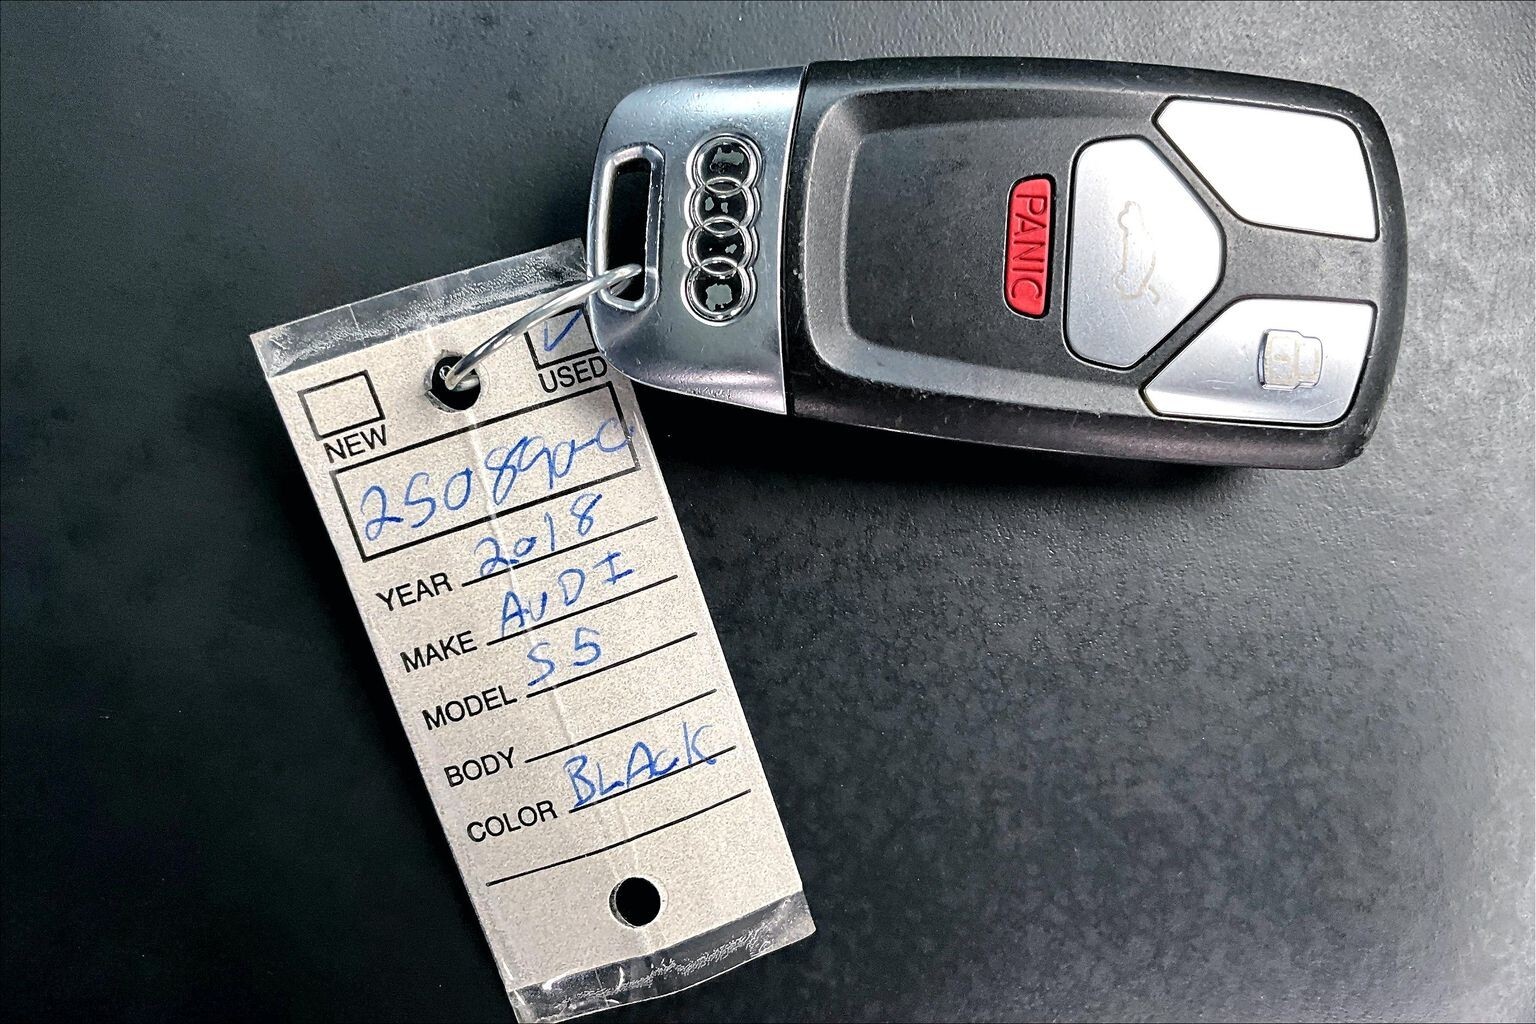 PANIC
NEW
USED
250890-C
YEAR 2018
MAKE AUDI
MODEL S5
BODY
COLOR BLACK